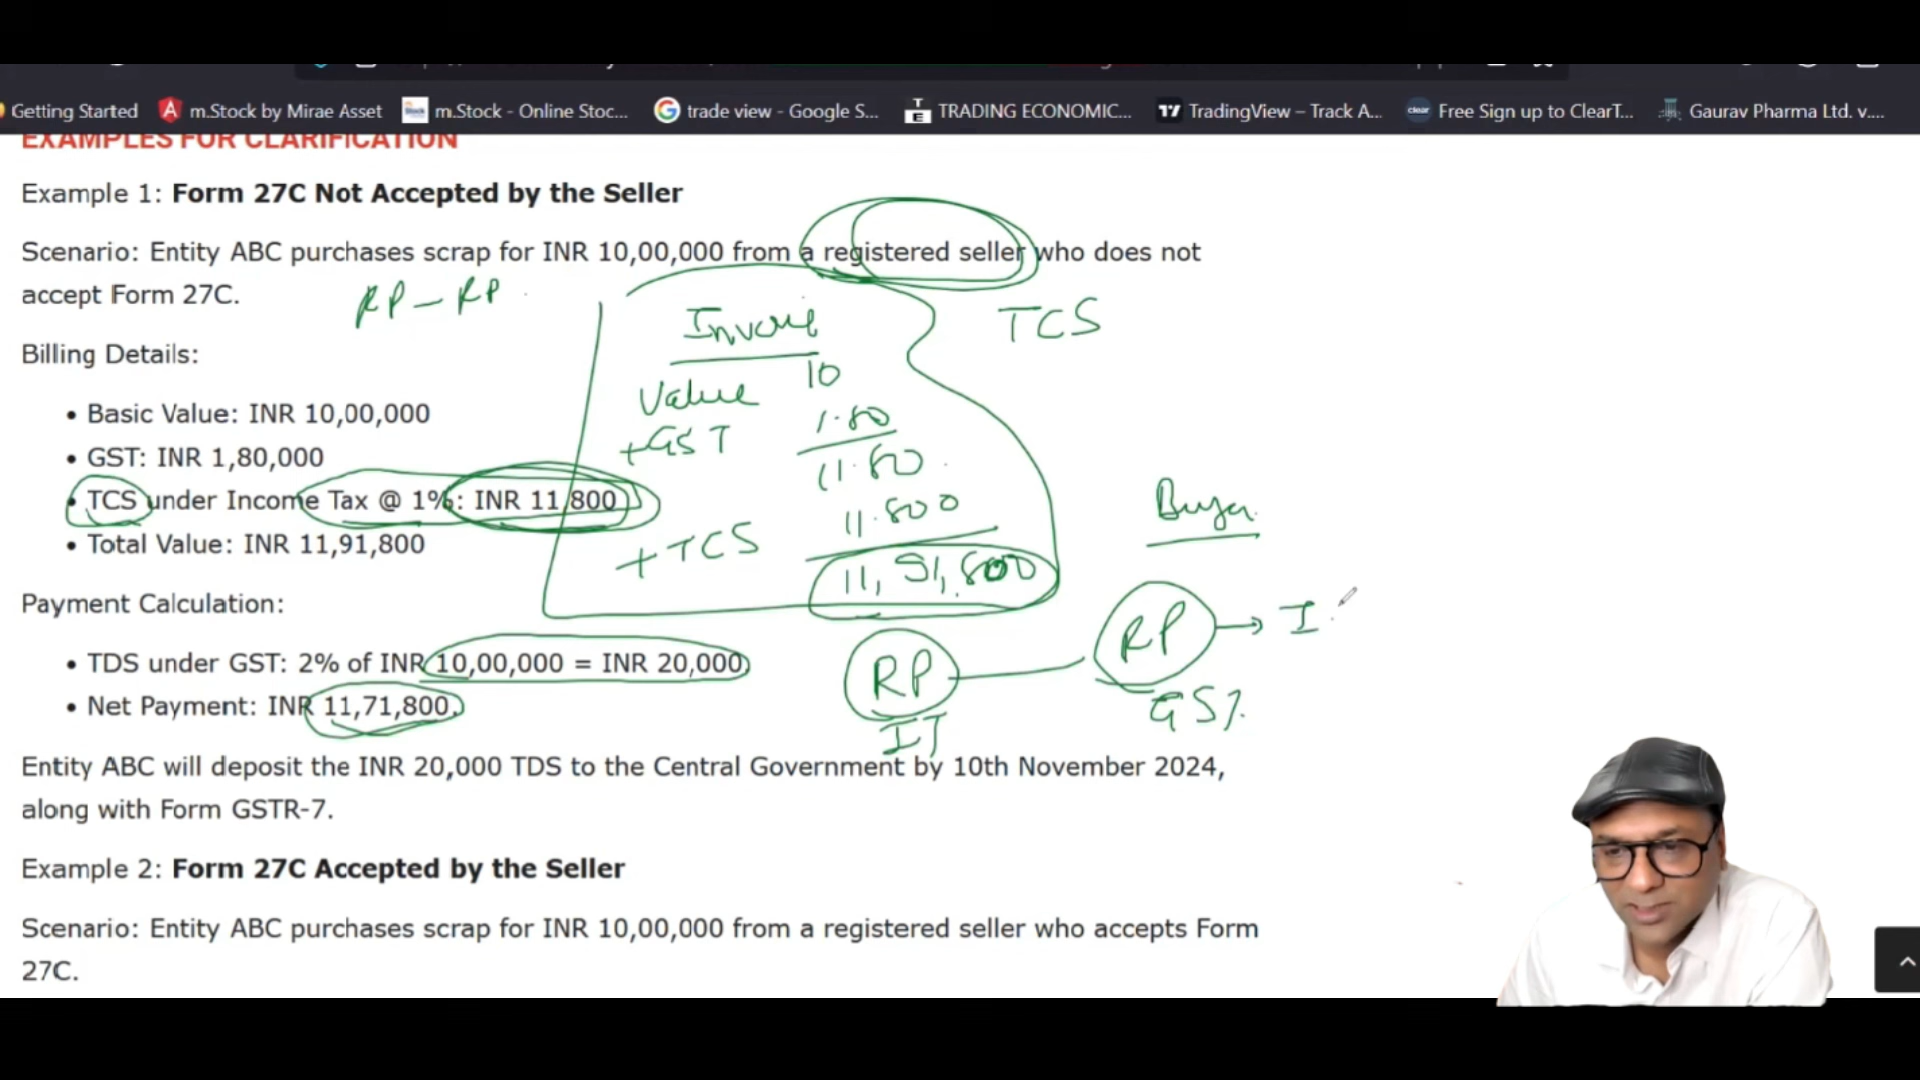 Getting Started m.Stock by Mirae Asset m.Stock - Online Stoc... trade view - Google S... TRADING ECONOMIC... TradingView – Track A... Free Sign up to ClearT... Gaurav Pharma Ltd. v....
EXAMPLES FOR CLARIFICATION
Example 1: Form 27C Not Accepted by the Seller
Scenario: Entity ABC purchases scrap for INR 10,00,000 from a registered seller who does not
accept Form 27C.
RP - RP
TCS
Billing Details:
Value 10
• Basic Value: INR 10,00,000
+GST 1.80
• GST: INR 1,80,000
11.80
• TCS under Income Tax @ 1%: INR 11,800
+TCS 11.800
• Total Value: INR 11,91,800
11,91,800
Buyer
Payment Calculation:
RP → I
• TDS under GST: 2% of INR 10,00,000 = INR 20,000
RP
• Net Payment: INR 11,71,800.
IT
Entity ABC will deposit the INR 20,000 TDS to the Central Government by 10th November 2024,
along with Form GSTR-7.
Example 2: Form 27C Accepted by the Seller
Scenario: Entity ABC purchases scrap for INR 10,00,000 from a registered seller who accepts Form
27C.